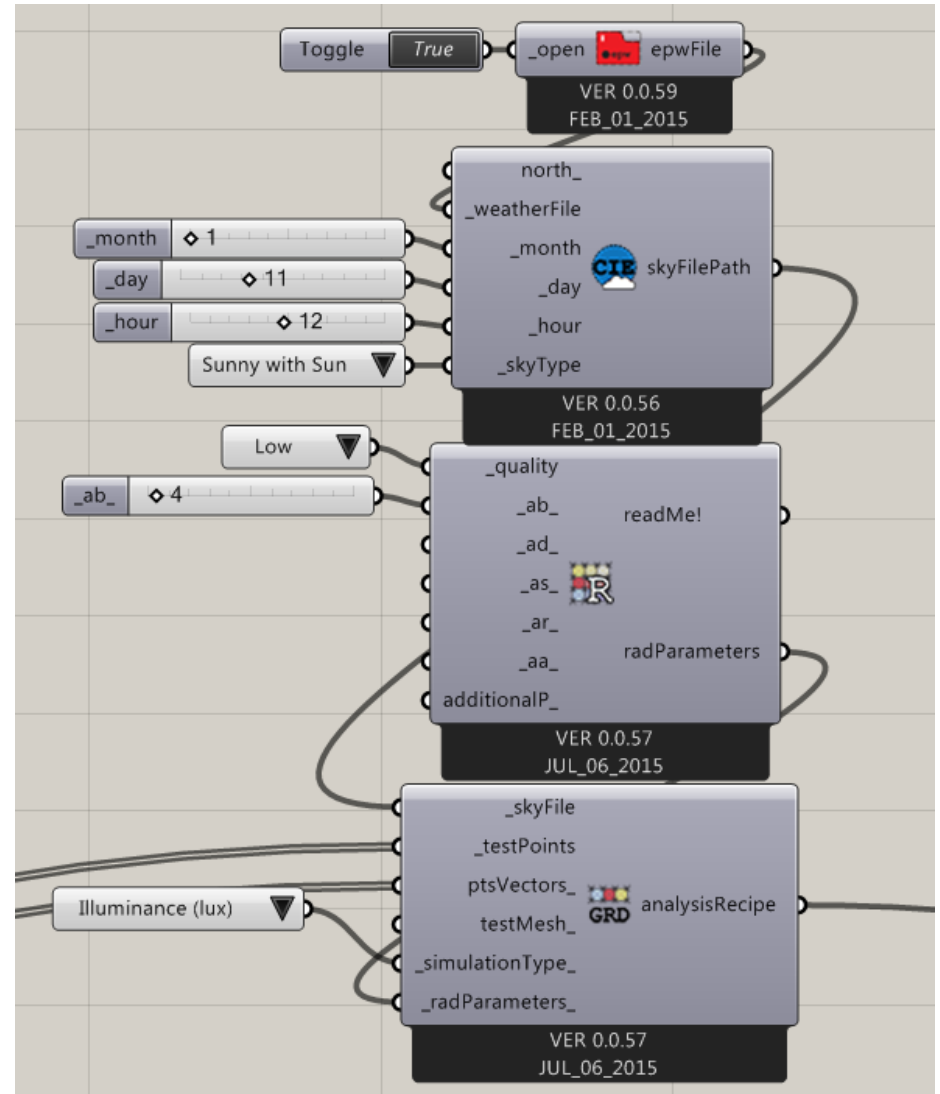 Toggle True _open epw epwFile
VER 0.0.59
FEB_01_2015
north_
_weatherFile
_month 1 _month
CIE skyFilePath
_day 11 _day
_hour 12 _hour
Sunny with Sun _skyType
VER 0.0.56
FEB_01_2015
Low _quality
_ab_ 4 _ab_
readMe!
_ad_
_as_
R
_ar_
_aa_ radParameters
additionalP_
VER 0.0.57
JUL_06_2015
_skyFile
_testPoints
ptsVectors_
GRD analysisRecipe
Illuminance (lux) testMesh_
_simulationType_
_radParameters_
VER 0.0.57
JUL_06_2015